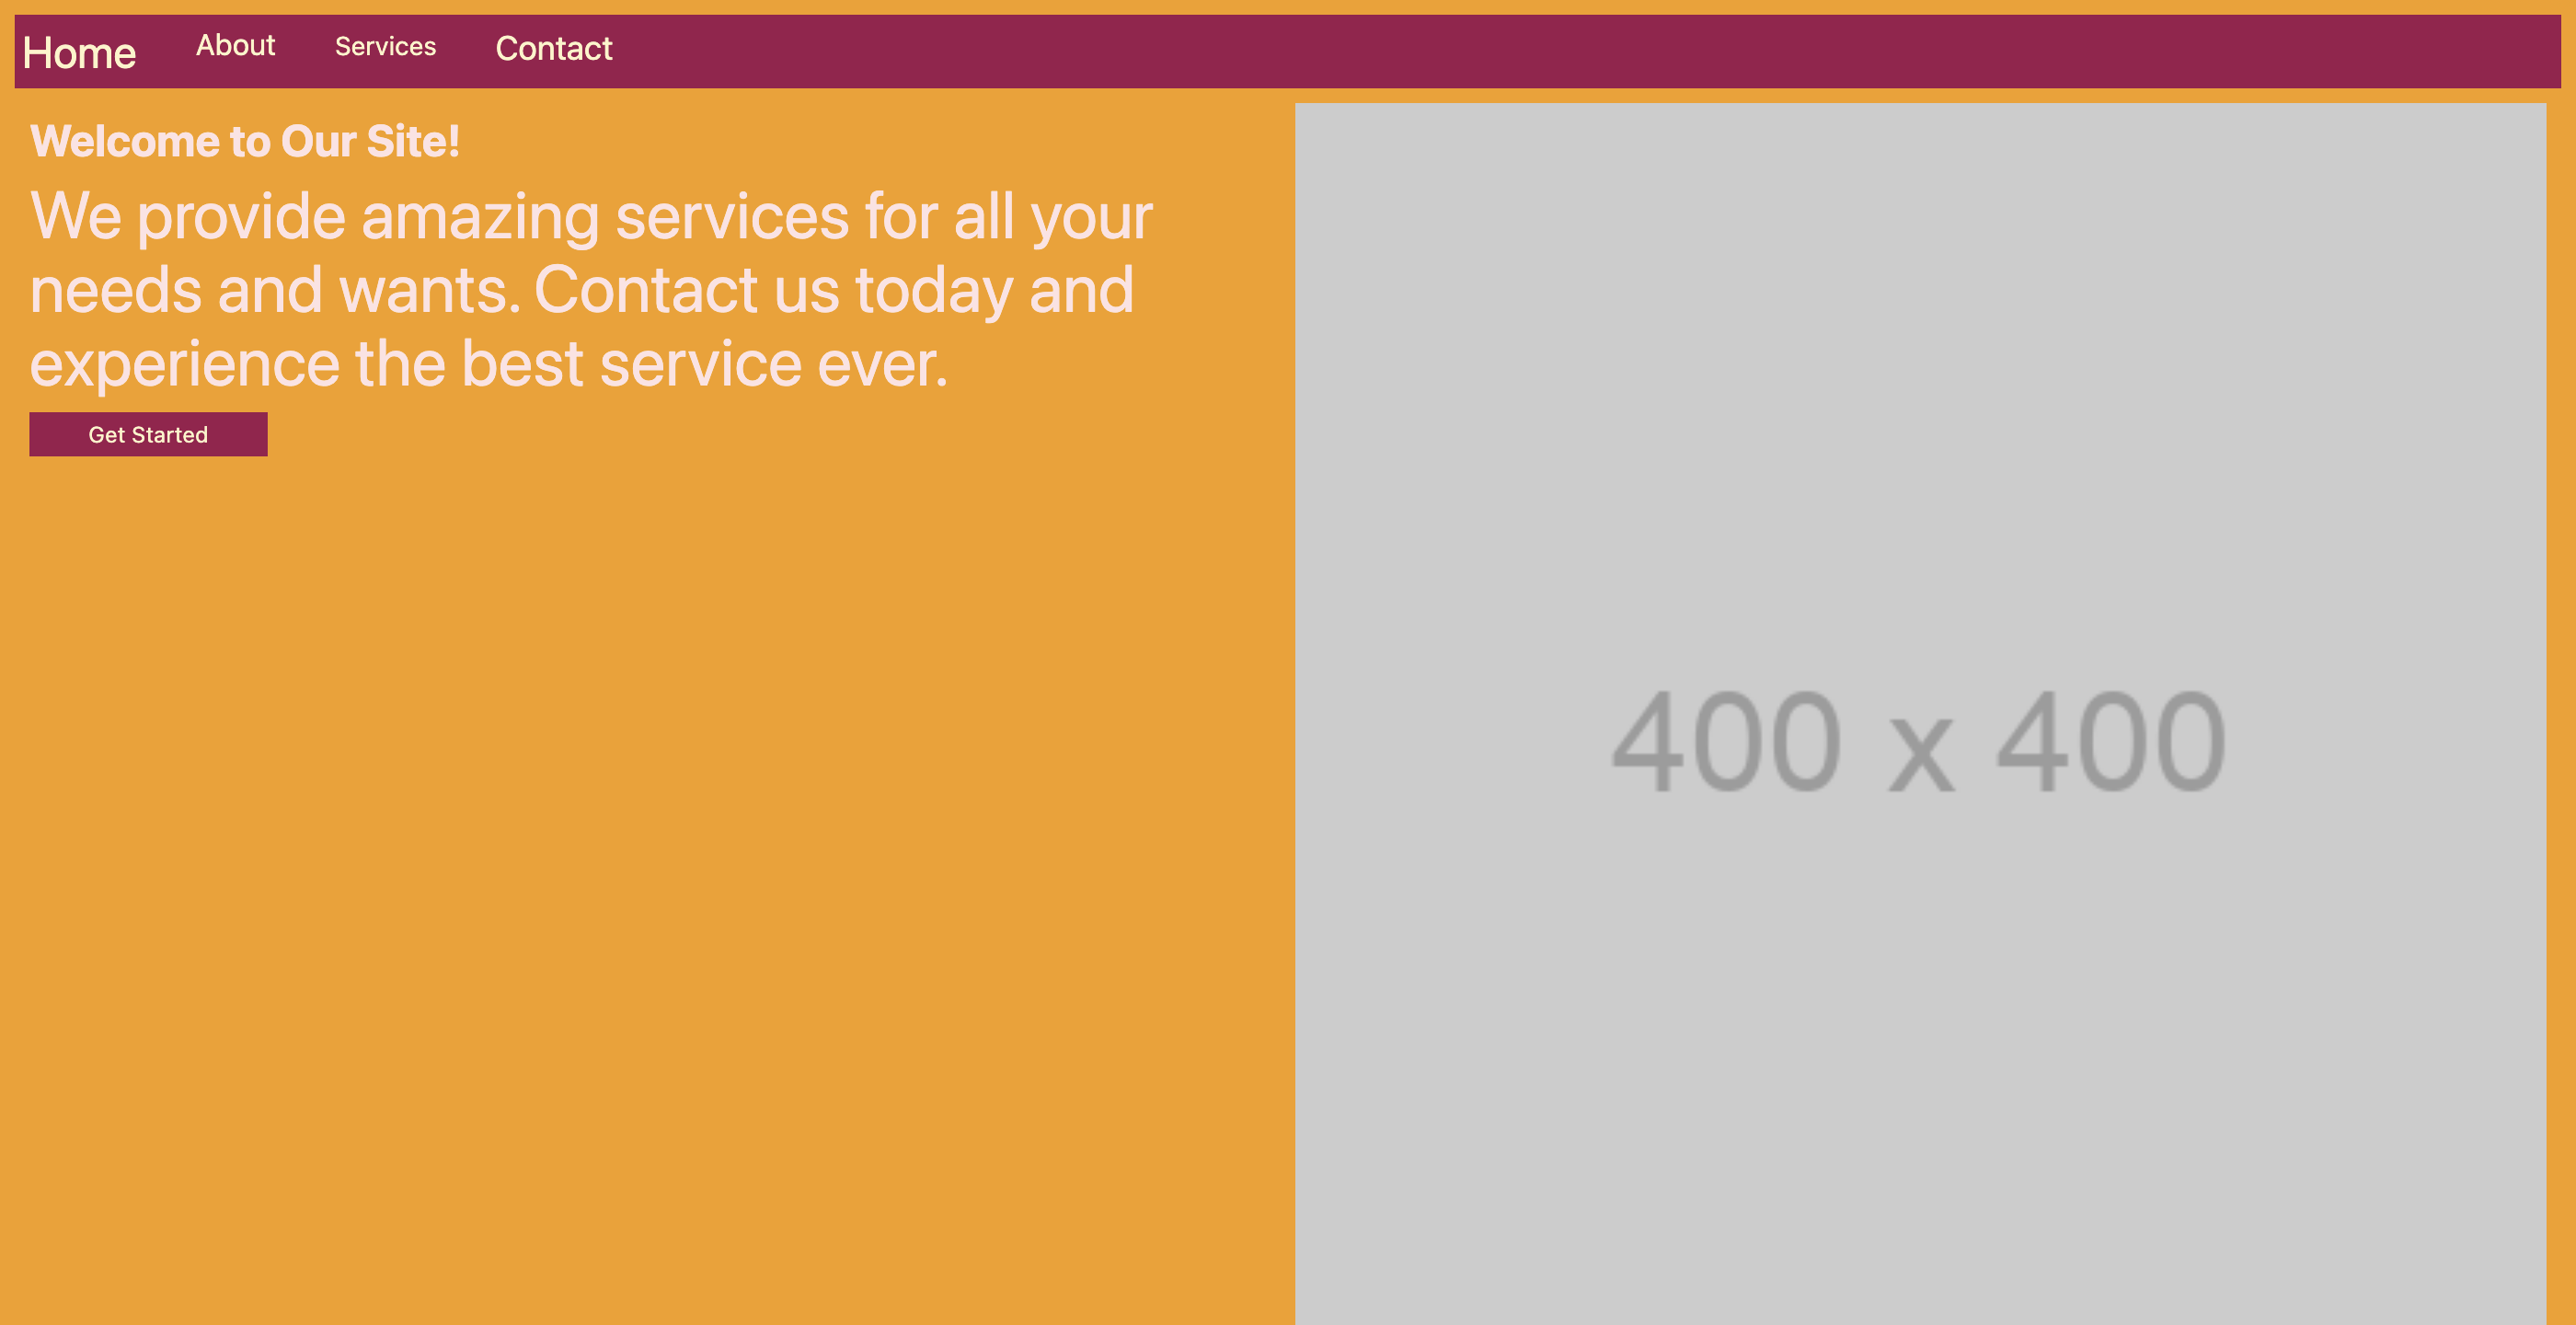 Home About Services Contact
Welcome to Our Site!
We provide amazing services for all your
needs and wants. Contact us today and
experience the best service ever.
Get Started
400 x 400